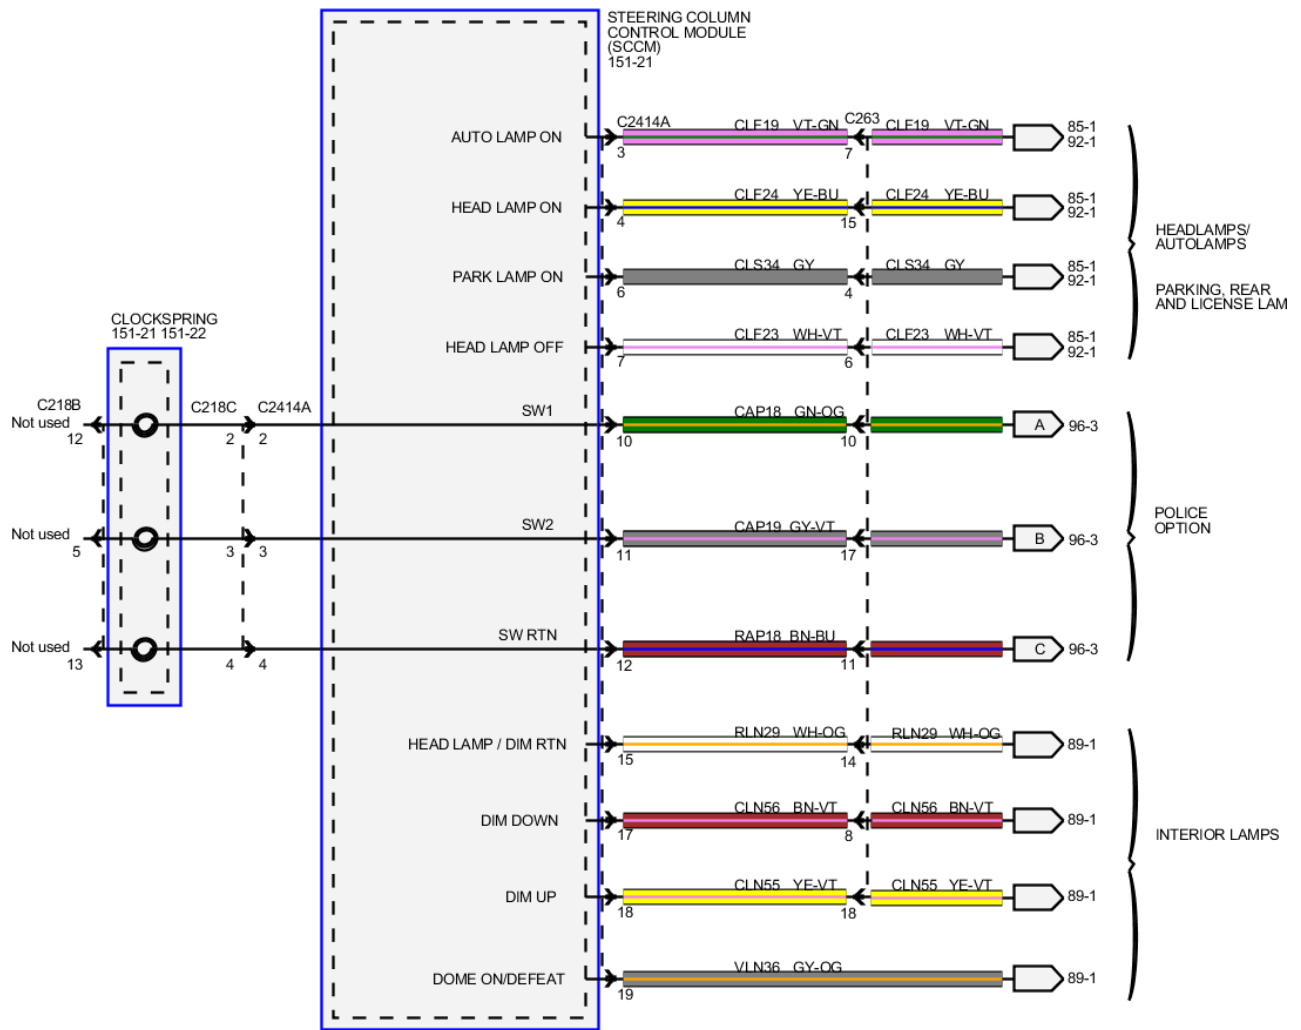 STEERING COLUMN
CONTROL MODULE
(SCCM)
151-21
AUTO LAMP ON
C2414A
3
CLF19 VT-GN
C263
7
CLF19 VT-GN
85-1
92-1
HEAD LAMP ON
4
CLF24 YE-BU
15
CLF24 YE-BU
85-1
92-1
HEADLAMPS/
AUTOLAMPS
PARK LAMP ON
6
CLS34 GY
4
CLS34 GY
85-1
92-1
PARKING, REAR
AND LICENSE LAM
CLOCKSPRING
151-21 151-22
HEAD LAMP OFF
7
CLF23 WH-VT
6
CLF23 WH-VT
85-1
92-1
C218B
Not used
12
C218C
2
C2414A
2
SW1
10
CAP18 GN-OG
10
A
96-3
Not used
5
3
3
SW2
11
CAP19 GY-VT
17
B
96-3
POLICE
OPTION
Not used
13
4
4
SW RTN
12
RAP18 BN-BU
11
C
96-3
HEAD LAMP / DIM RTN
15
RLN29 WH-OG
14
RLN29 WH-OG
89-1
DIM DOWN
17
CLN56 BN-VT
8
CLN56 BN-VT
89-1
INTERIOR LAMPS
DIM UP
18
CLN55 YE-VT
18
CLN55 YE-VT
89-1
DOME ON/DEFEAT
19
VLN36 GY-OG
89-1